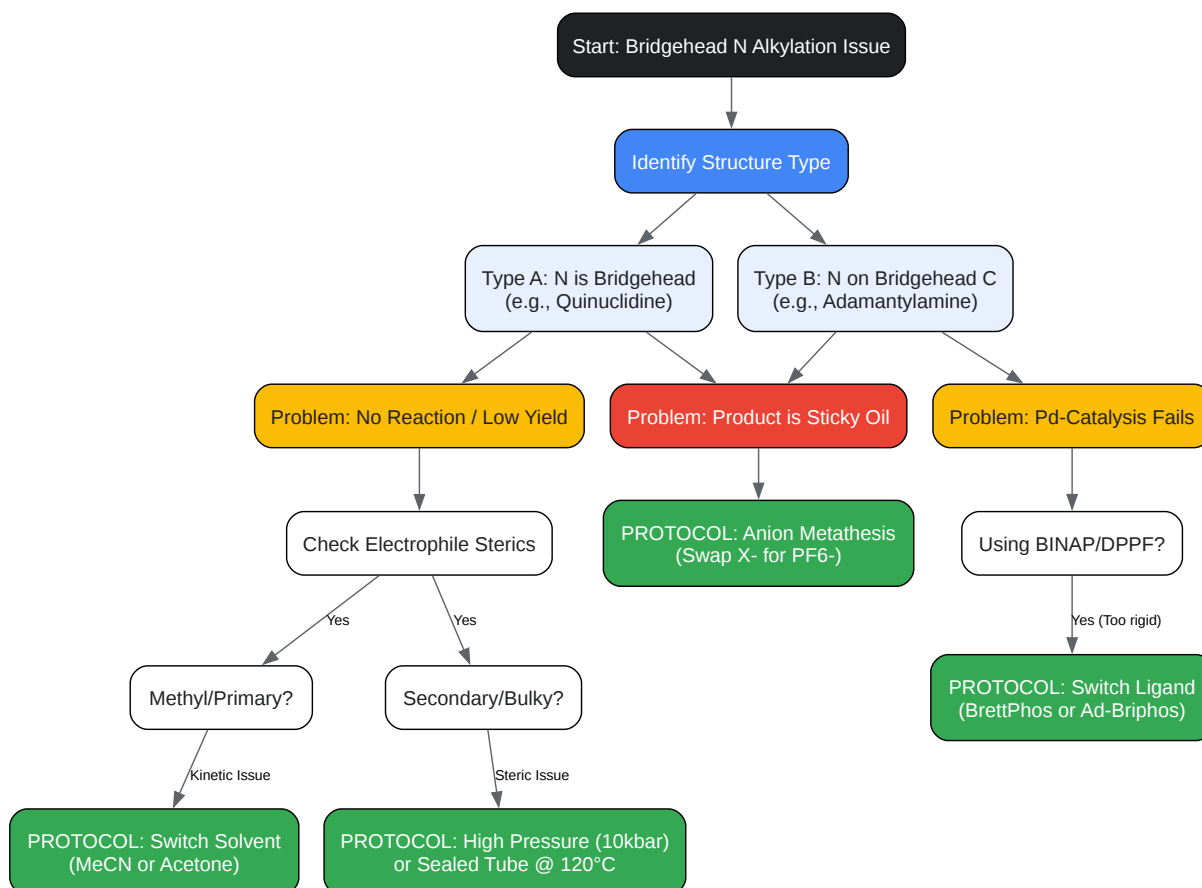 Start: Bridgehead N Alkylation Issue
Identify Structure Type
Type A: N is Bridgehead
(e.g., Quinuclidine)
Type B: N on Bridgehead C
(e.g., Adamantylamine)
Problem: No Reaction / Low Yield
Problem: Product is Sticky Oil
Problem: Pd-Catalysis Fails
Check Electrophile Sterics
PROTOCOL: Anion Metathesis
(Swap X- for PF6-)
Using BINAP/DPPF?
Yes
Yes
Yes (Too rigid)
Methyl/Primary?
Secondary/Bulky?
PROTOCOL: Switch Ligand
(BrettPhos or Ad-Briphos)
Kinetic Issue
Steric Issue
PROTOCOL: Switch Solvent
(MeCN or Acetone)
PROTOCOL: High Pressure (10kbar)
or Sealed Tube @ 120°C